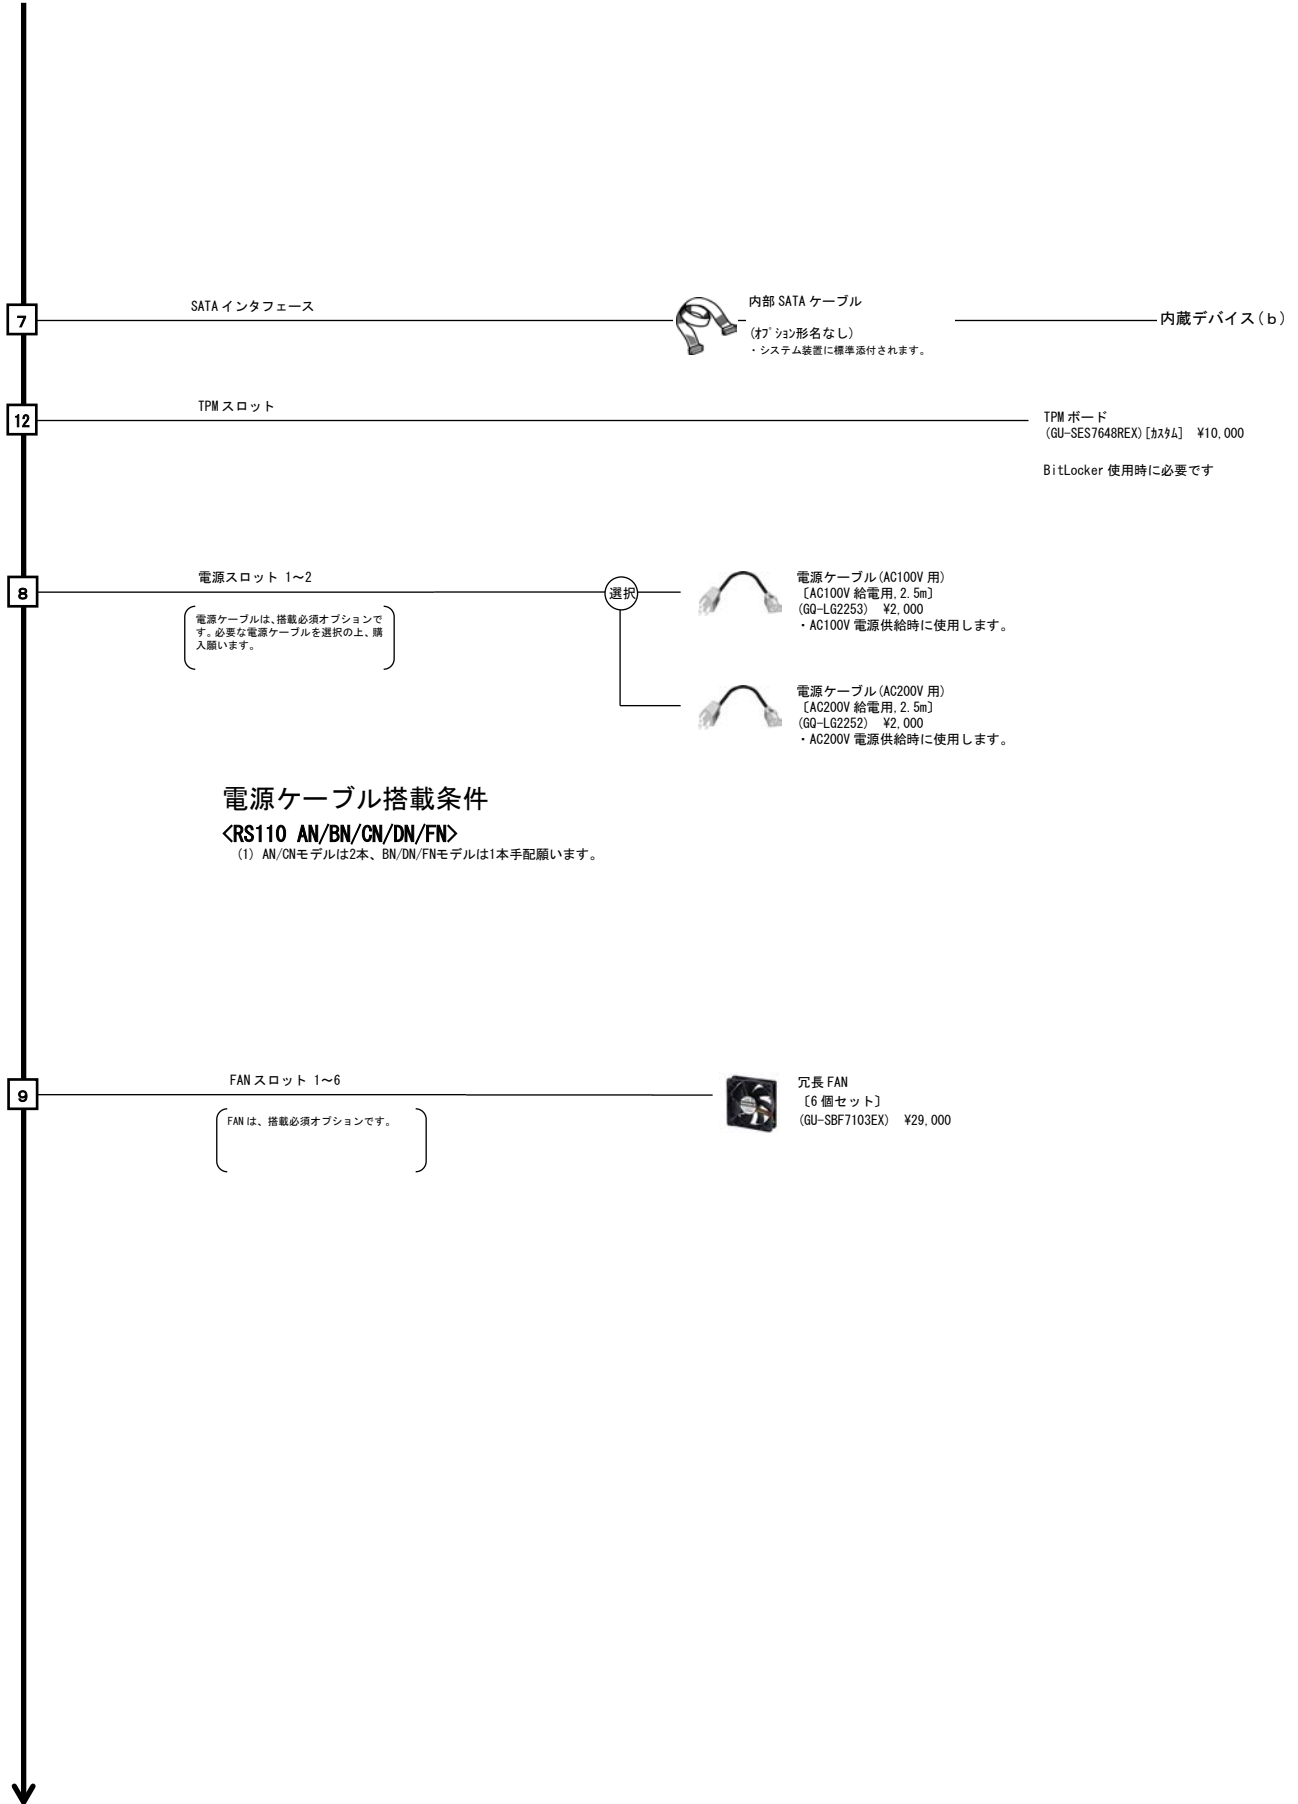 7
SATA インタフェース
内部 SATA ケーブル
(ｵﾌﾟｼｮﾝ形名なし)
・システム装置に標準添付されます。
内蔵デバイス(ｂ)
12
TPM スロット
TPM ボード
(GU-SES7648REX)[ｶｽﾀﾑ] ¥10,000
BitLocker 使用時に必要です
8
電源スロット 1～2
電源ケーブルは、搭載必須オプションで
す。必要な電源ケーブルを選択の上、購
入願います。
選択
電源ケーブル(AC100V 用)
〔AC100V 給電用, 2.5m〕
(GQ-LG2253) ¥2,000
・AC100V 電源供給時に使用します。
電源ケーブル(AC200V 用)
〔AC200V 給電用, 2.5m〕
(GQ-LG2252) ¥2,000
・AC200V 電源供給時に使用します。
電源ケーブル搭載条件
<RS110 AN/BN/CN/DN/FN>
(1) AN/CNモデルは2本、BN/DN/FNモデルは1本手配願います。
9
FAN スロット 1～6
FAN は、搭載必須オプションです。
冗長 FAN
〔6 個セット〕
(GU-SBF7103EX) ¥29,000